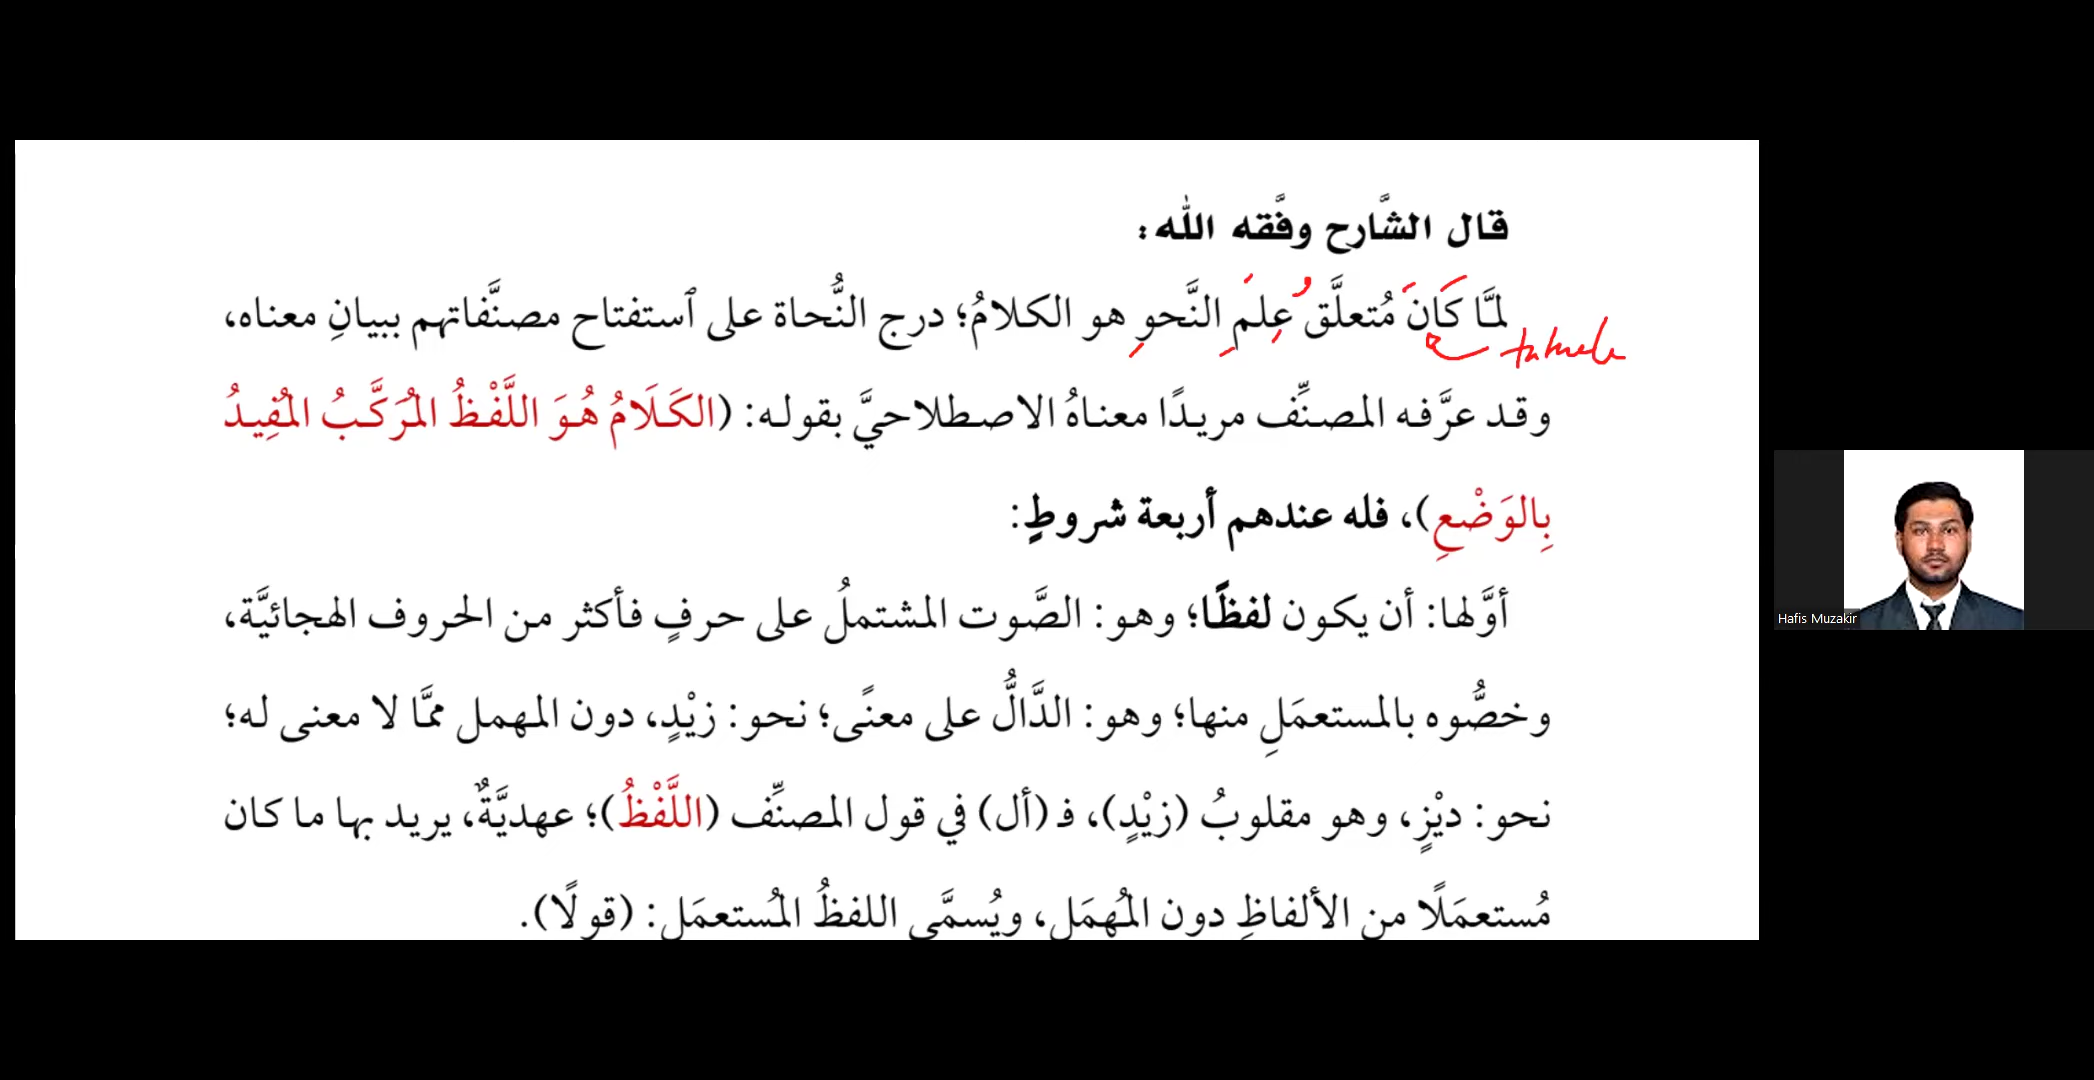 قال الشَّارح وفَّقه الله:
لمَّا كَانَ مُتعلَّق عِلمِ النَّحوِ هو الكلامُ؛ درج النُّحاة على ٱستفتاح مصنَّفاتهم ببيانِ معناه،
وقد عرَّفه المصنِّف مريدًا معناهُ الاصطلاحيَّ بقوله: (الكَلَامُ هُوَ اللَّفْظُ المُرَكَّبُ المُفِيدُ
بِالوَضْعِ)، فله عندهم أربعة شروطٍ:
أوَّلها: أن يكون لفظًا؛ وهو: الصَّوت المشتملُ على حرفٍ فأكثر من الحروف الهجائيَّة،
وخصُّوه بالمستعمَلِ منها؛ وهو: الدَّالُّ على معنًى؛ نحو: زيْدٍ، دون المهمل ممَّا لا معنى له؛
نحو: ديْزٍ، وهو مقلوبُ (زيْدٍ)، فـ(أل) في قول المصنِّف (اللَّفْظُ)؛ عهديَّةٌ، يريد بها ما كان
مُستعمَلًا من الألفاظِ دون المُهمَل، ويُسمَّى اللفظُ المُستعمَل: (قولًا).
Hafis Muzakir